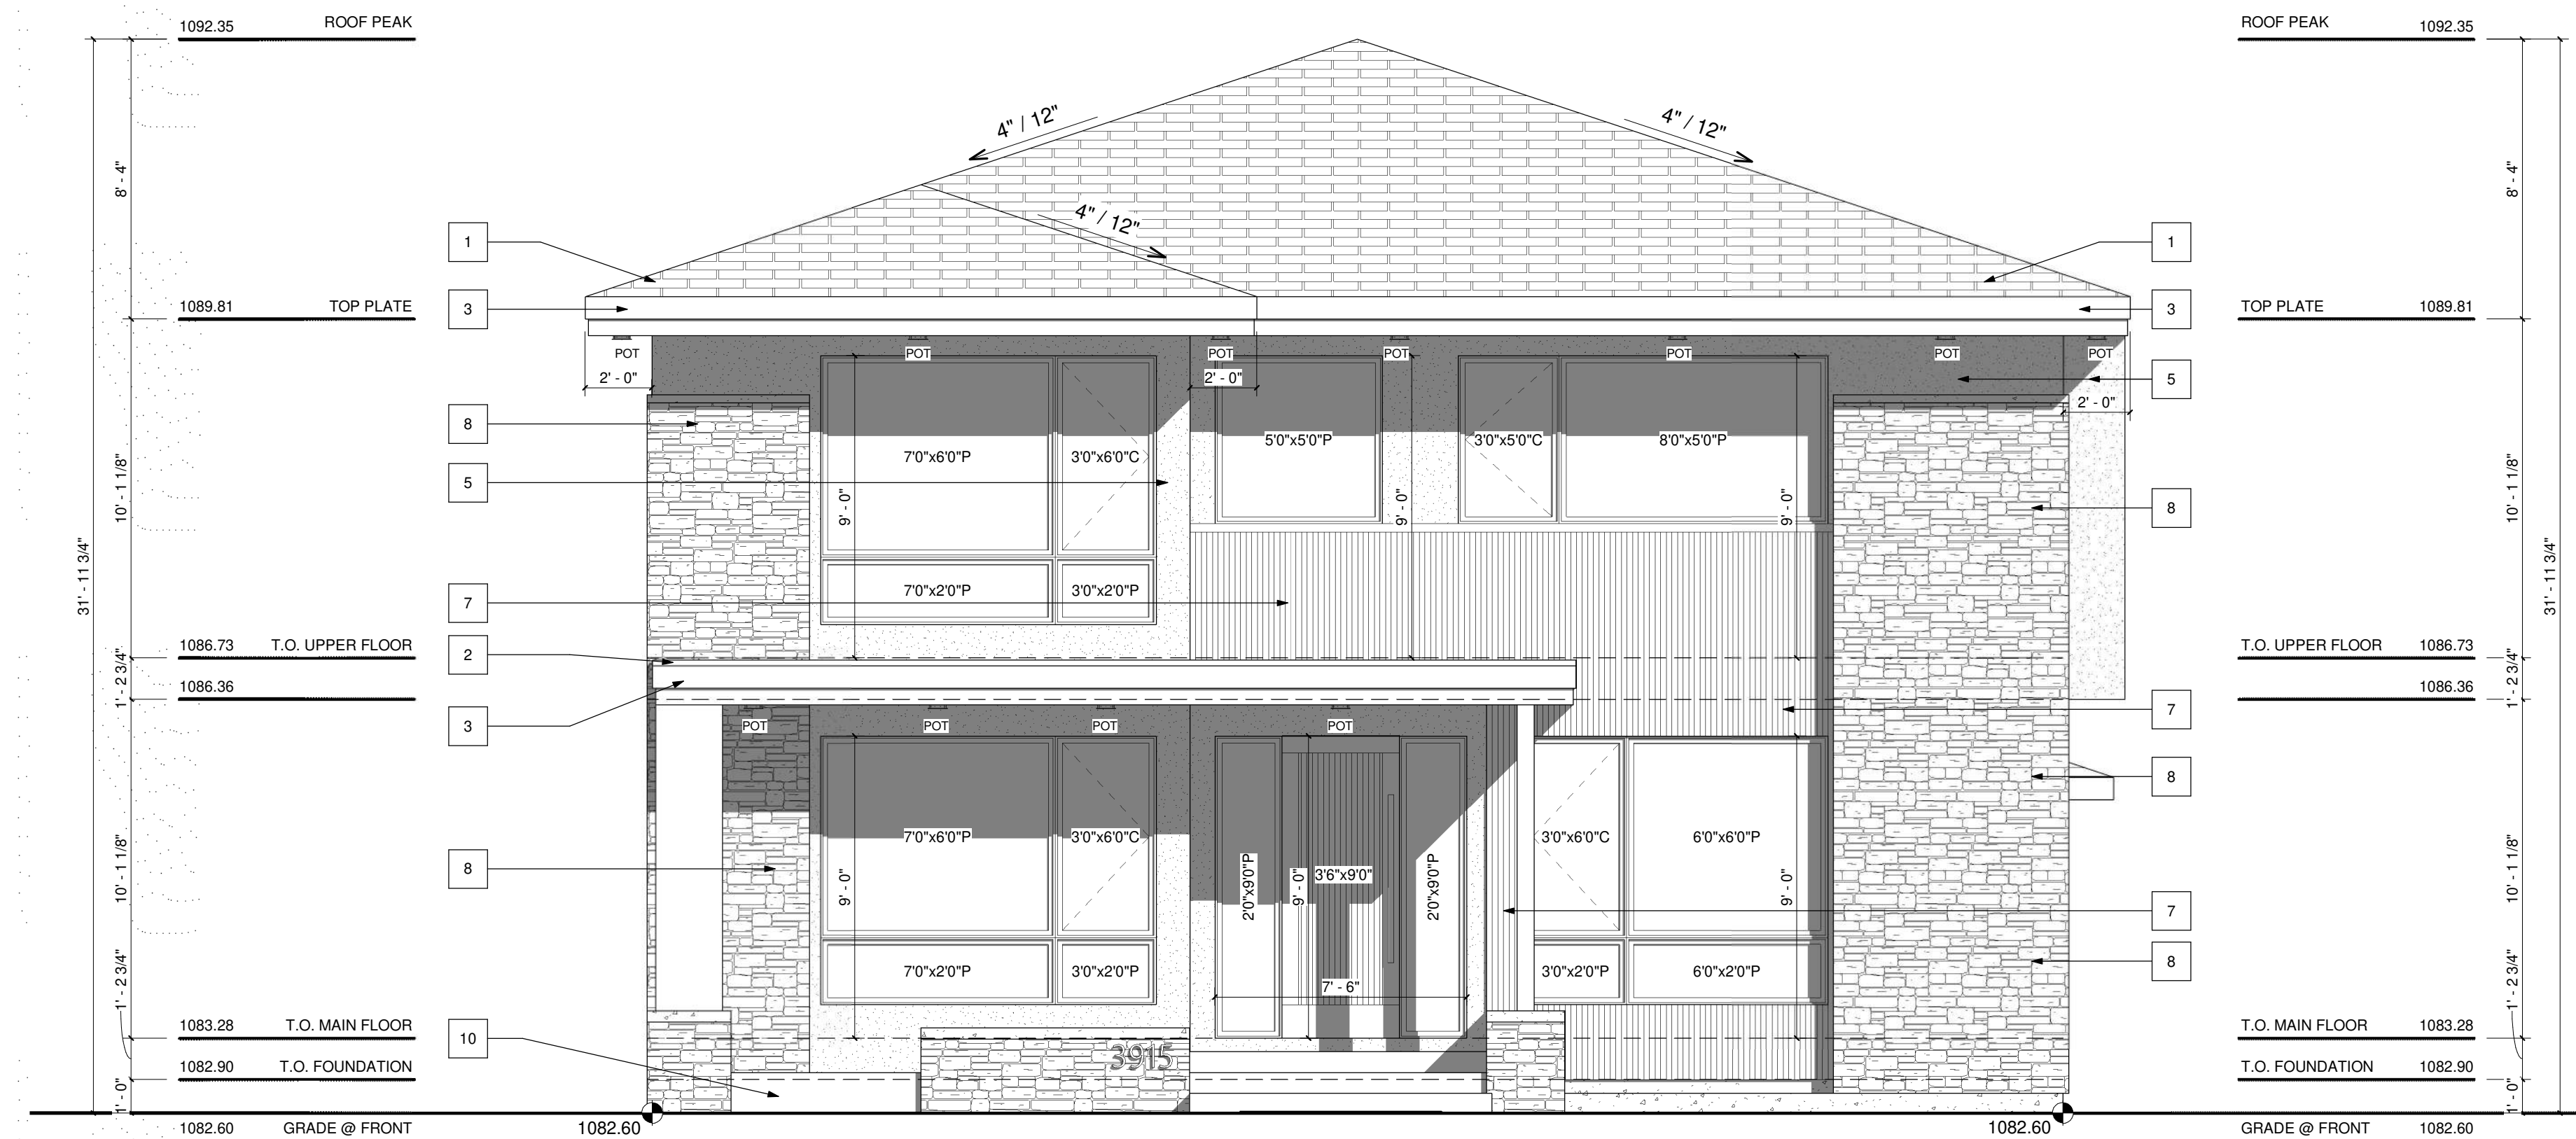 1092.35 ROOF PEAK
ROOF PEAK 1092.35
4" / 12"
4" / 12"
8' - 4"
8' - 4"
4" / 12"
1
1
1089.81 TOP PLATE
3
3
TOP PLATE 1089.81
POT
POT
POT
POT
POT
POT
POT
2' - 0"
2' - 0"
5
2' - 0"
8
5'0"x5'0"P
3'0"x5'0"C
8'0"x5'0"P
7'0"x6'0"P
3'0"x6'0"C
5
10' - 1 1/8"
9' - 0"
9' - 0"
9' - 0"
8
10' - 1 1/8"
31' - 11 3/4"
31' - 11 3/4"
7
7'0"x2'0"P
3'0"x2'0"P
1086.73 T.O. UPPER FLOOR
2
T.O. UPPER FLOOR 1086.73
1' - 2 3/4"
1' - 2 3/4"
1086.36
1086.36
3
7
POT
POT
POT
POT
8
7'0"x6'0"P
3'0"x6'0"C
3'0"x6'0"C
6'0"x6'0"P
8
10' - 1 1/8"
9' - 0"
2'0"x9'0"P
9' - 0"
3'6"x9'0"
2'0"x9'0"P
9' - 0"
10' - 1 1/8"
7
8
7'0"x2'0"P
3'0"x2'0"P
3'0"x2'0"P
6'0"x2'0"P
1' - 2 3/4"
7' - 6"
1' - 2 3/4"
1083.28 T.O. MAIN FLOOR
10
T.O. MAIN FLOOR 1083.28
3915
1082.90 T.O. FOUNDATION
T.O. FOUNDATION 1082.90
1' - 0"
1' - 0"
1082.60 GRADE @ FRONT
1082.60
1082.60
GRADE @ FRONT 1082.60